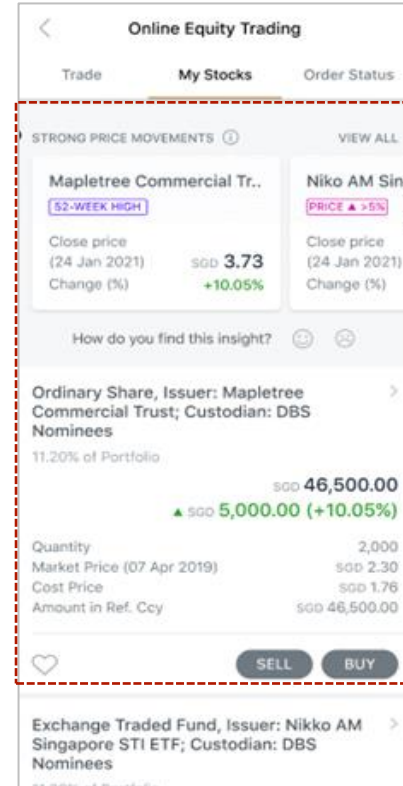 Online Equity Trading
Trade My Stocks Order Status
STRONG PRICE MOVEMENTS VIEW ALL
Mapletree Commercial Tr..
52-WEEK HIGH
Close price
(24 Jan 2021) SGD 3.73
Change (%) +10.05%
Niko AM Sin
PRICE ▲ >5%
Close price
(24 Jan 2021)
Change (%)
How do you find this insight?
Ordinary Share, Issuer: Mapletree
Commercial Trust; Custodian: DBS
Nominees
11.20% of Portfolio
SGD 46,500.00
▲ SGD 5,000.00 (+10.05%)
Quantity 2,000
Market Price (07 Apr 2019) SGD 2.30
Cost Price SGD 1.76
Amount in Ref. Ccy SGD 46,500.00
SELL BUY
Exchange Traded Fund, Issuer: Nikko AM
Singapore STI ETF; Custodian: DBS
Nominees